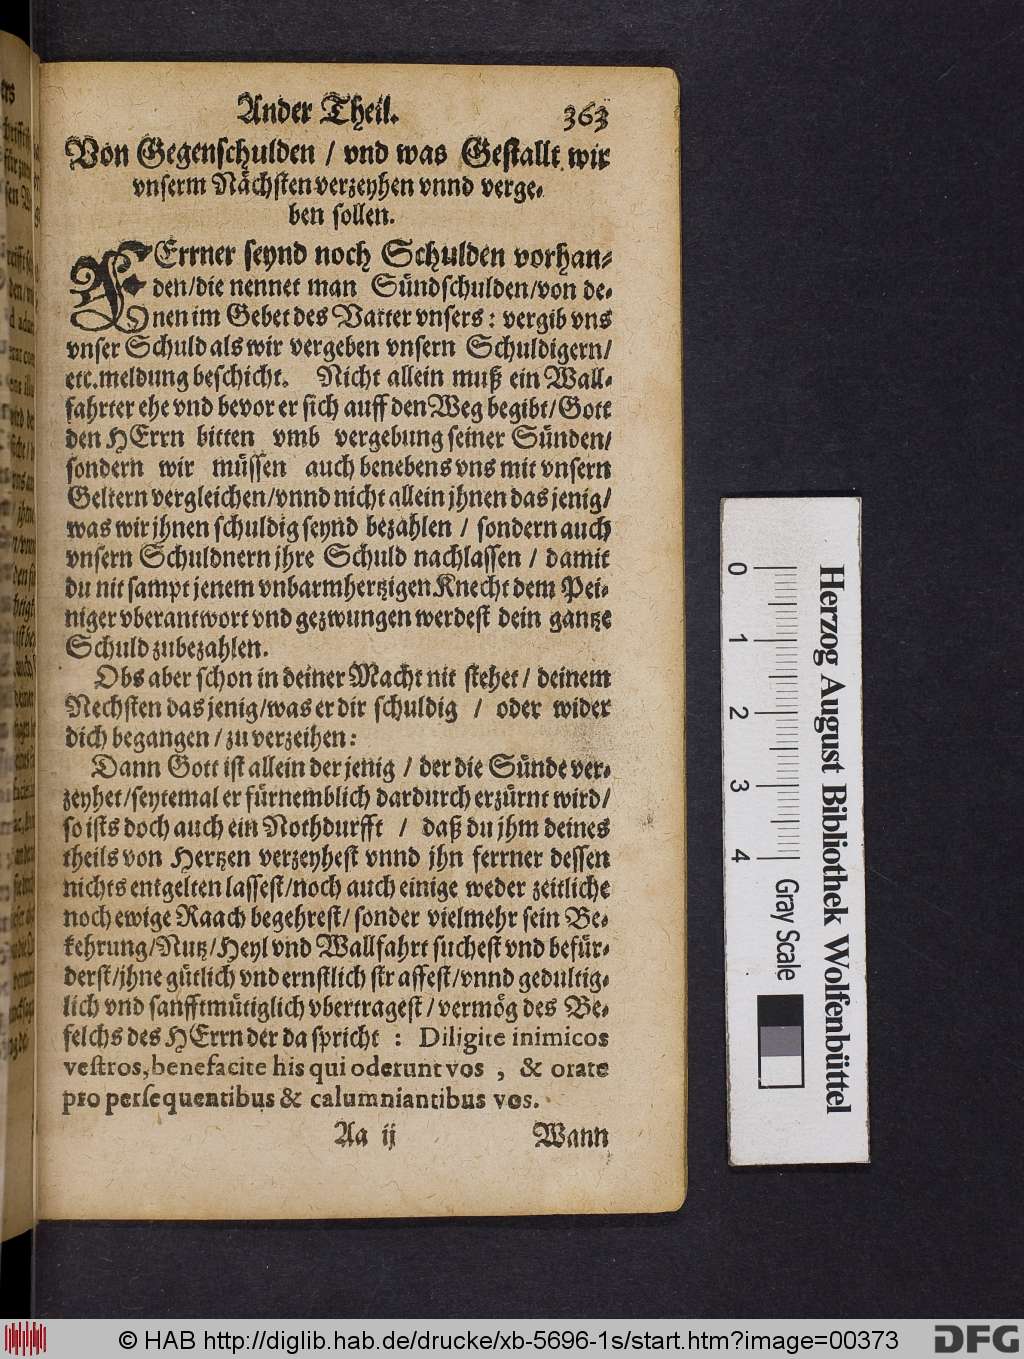 Ander Theil. 363
Von Gegenschulden / vnd was Gestallt wir
vnserm Nächsten verzeyhen vnnd verge-
ben sollen.
FErrner seynd noch Schulden vorhan-
den/die nennet man Sündschulden/von de-
nen im Gebet des Vatter vnsers: vergib vns
vnser Schuld als wir vergeben vnsern Schuldigern/
etc. meldung beschicht. Nicht allein muß ein Wall-
fahrter ehe vnd bevor er sich auff den Weg begibt/Gott
den HErrn bitten vmb vergebung seiner Sünden/
sondern wir müssen auch benebens vns mit vnsern
Geltern vergleichen/vnnd nicht allein jhnen das jenig/
was wir jhnen schuldig seynd bezahlen / sondern auch
vnsern Schuldnern jhre Schuld nachlassen / damit
du nit sampt jenem vnbarmhertzigen Knecht dem Pei-
niger vberantwort vnd gezwungen werdest dein gantze
Schuld zubezahlen.
Obs aber schon in deiner Macht nit stehet / deinem
Nechsten das jenig/was er dir schuldig / oder wider
dich begangen / zu verzeihen:
Dann Gott ist allein der jenig / der die Sünde ver-
zeyhet/seytemal er fürnemblich dardurch erzürnt wird/
so ists doch auch ein Nothdurfft / daß du jhm deines
theils von Hertzen verzeyhest vnnd jhn ferrner dessen
nichts entgelten lassest/noch auch einige weder zeitliche
noch ewige Raach begehrest/ sonder vielmehr sein Be-
kehrung/Nutz/Heyl vnd Wallfahrt suchest vnd befür-
derst/jhne gütlich vnd ernstlich straffest/vnnd gedultig-
lich vnd sanfftmütiglich vbertragest / vermög des Be-
felchs des HErrn der da spricht : Diligite inimicos
vestros, benefacite his qui oderunt vos , & orate
pro persequentibus & calumniantibus vos.
Aa ij Wann
0 1 2 3 4
Gray Scale
Herzog August Bibliothek Wolfenbüttel
© HAB http://diglib.hab.de/drucke/xb-5696-1s/start.htm?image=00373
DFG